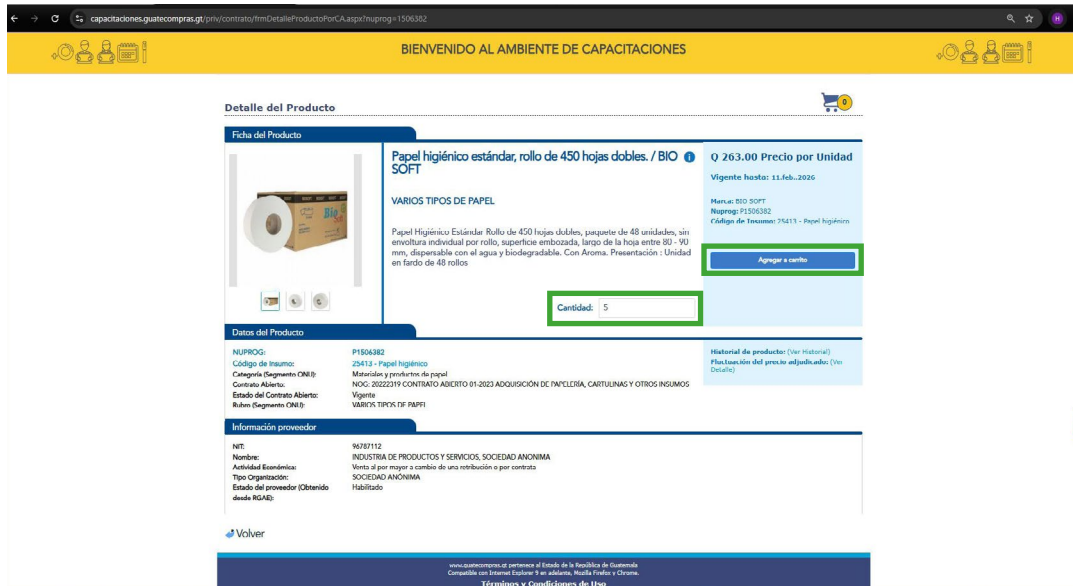 capacitaciones.guatecompras.gt/priv/contrato/frmDetalleProductoPorCA.aspx?nuprog=1506382
H
BIENVENIDO AL AMBIENTE DE CAPACITACIONES
Detalle del Producto
0
Ficha del Producto
Bio
Papel higiénico estándar, rollo de 450 hojas dobles. / BIO
SOFT
VARIOS TIPOS DE PAPEL
Papel Higiénico Estándar Rollo de 450 hojas dobles, paquete de 48 unidades, sin
envoltura individual por rollo, superficie embozada, largo de la hoja entre 80 - 90
mm, dispersable con el agua y biodegradable. Con Aroma. Presentación : Unidad
en fardo de 48 rollos
Cantidad: 5
Q 263.00 Precio por Unidad
Vigente hasta: 11.feb..2026
Marca: BIO SOFT
Nuprog: P1506382
Código de Insumo: 25413 - Papel higiénico
Agregar a carrito
Datos del Producto
NUPROG: P1506382
Código de Insumo: 25413 - Papel higiénico
Categoría (Segmento ONU): Materiales y productos de papel
Contrato Abierto: NOG: 20222319 CONTRATO ABIERTO 01-2023 ADQUISICIÓN DE PAPELERÍA, CARTULINAS Y OTROS INSUMOS
Estado del Contrato Abierto: Vigente
Rubro (Segmento ONU): VARIOS TIPOS DE PAPEL
Historial de producto: (Ver Historial)
Fluctuación del precio adjudicado: (Ver
Detalle)
Información proveedor
NIT: 96787112
Nombre: INDUSTRIA DE PRODUCTOS Y SERVICIOS, SOCIEDAD ANONIMA
Actividad Económica: Venta al por mayor a cambio de una retribución o por contrata
Tipo Organización: SOCIEDAD ANÓNIMA
Estado del proveedor (Obtenido Habilitado
desde RGAE):
Volver
www.guatecompras.gt pertenece al Estado de la República de Guatemala
Compatible con Internet Explorer 9 en adelante, Mozilla Firefox y Chrome.
Términos y Condiciones de Uso